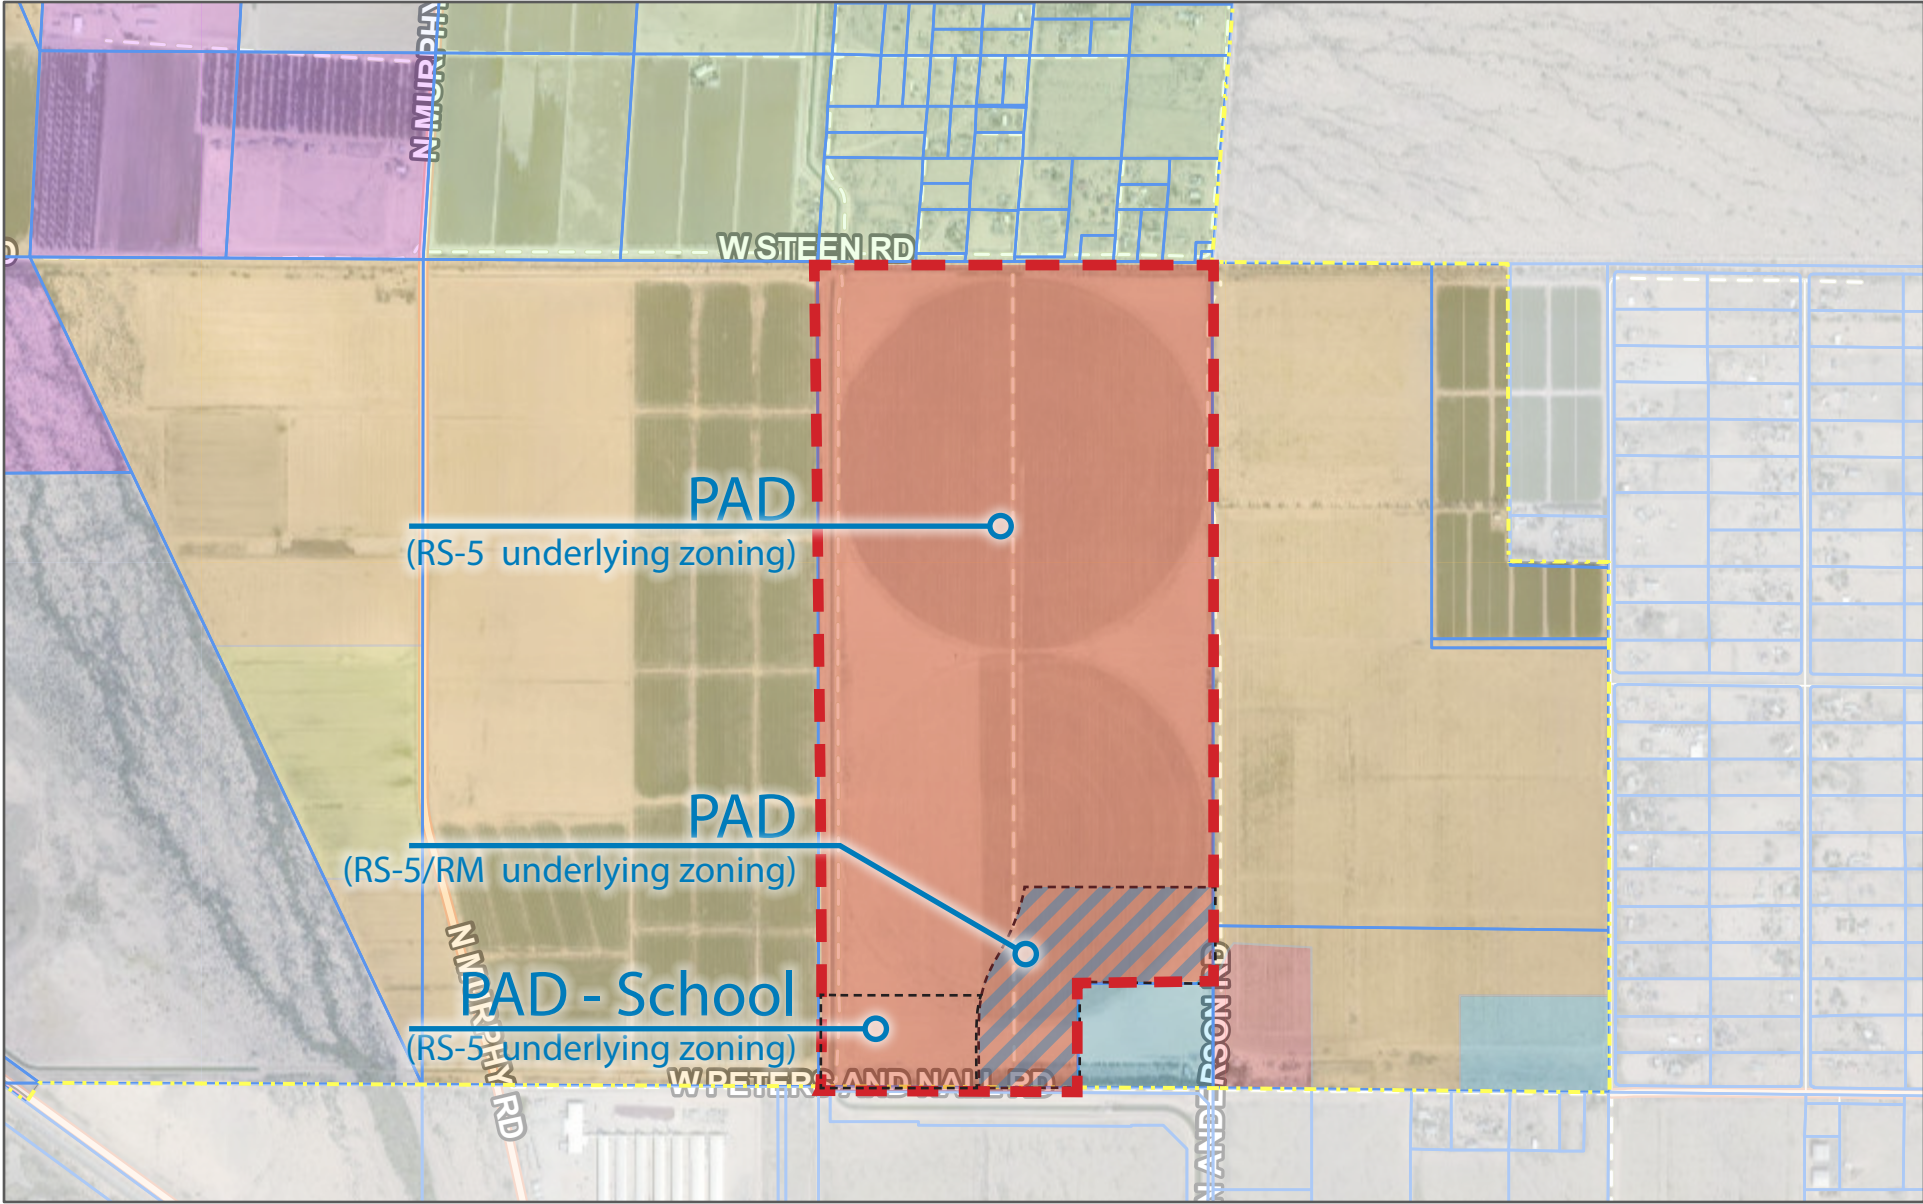 N MURPHY
W STEEN RD
PAD
(RS-5 underlying zoning)
PAD
(RS-5/RM underlying zoning)
N MURPHY RD
PAD - School
(RS-5 underlying zoning)
W PETERS AND NALL RD
N ANDERSON RD